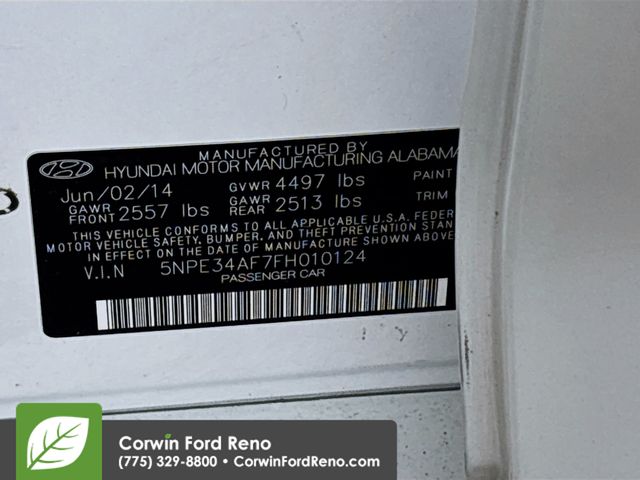 MANUFACTURED BY
HYUNDAI MOTOR MANUFACTURING ALABAMA
Jun/02/14 GVWR 4497 lbs PAINT
GAWR FRONT 2557 lbs GAWR REAR 2513 lbs TRIM
THIS VEHICLE CONFORMS TO ALL APPLICABLE U.S.A. FEDER
MOTOR VEHICLE SAFETY, BUMPER, AND THEFT PREVENTION STAN
EFFECT ON THE DATE OF MANUFACTURE SHOWN ABOVE.
V.I.N 5NPE34AF7FH010124
PASSENGER CAR
Corwin Ford Reno
(775) 329-8800 • CorwinFordReno.com